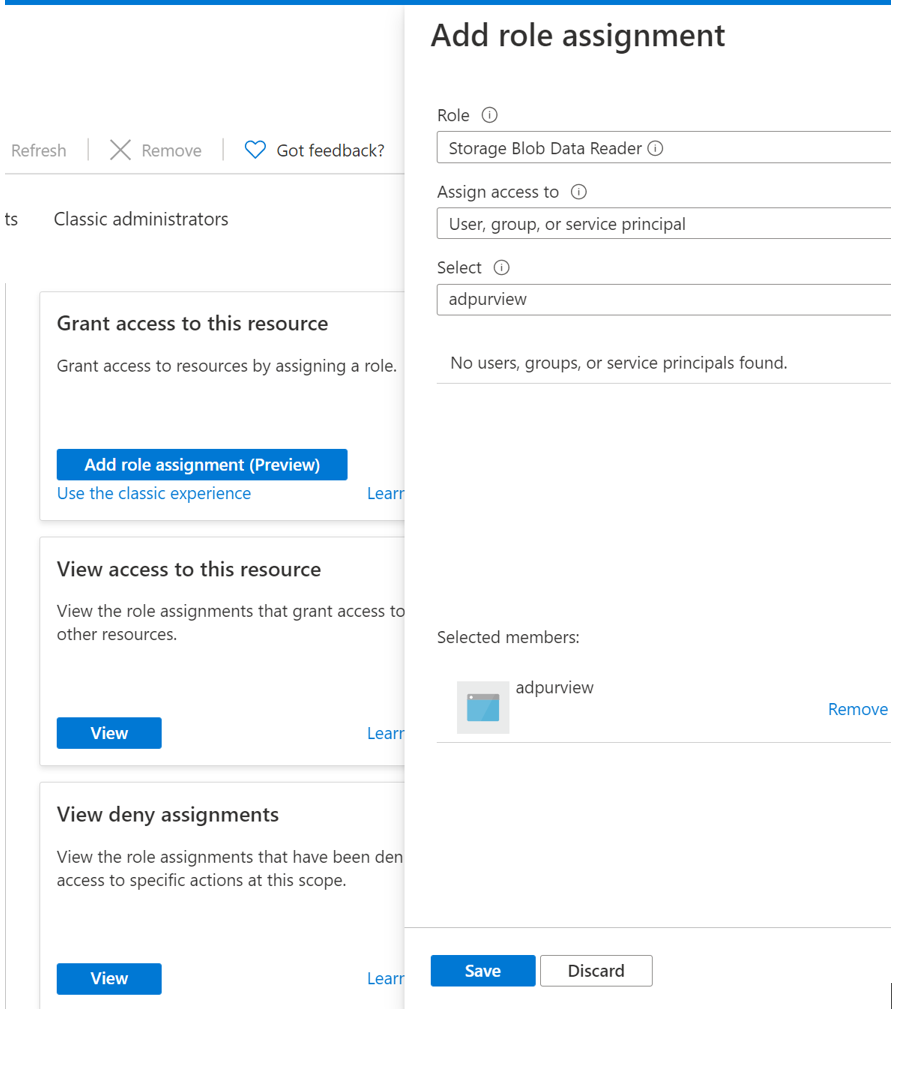 Add role assignment
Refresh
Remove
Got feedback?
ts
Classic administrators
Grant access to this resource
Grant access to resources by assigning a role.
Add role assignment (Preview)
Use the classic experience
Lear
View access to this resource
View the role assignments that grant access to
other resources.
View
Lear
View deny assignments
View the role assignments that have been den
access to specific actions at this scope.
View
Lear
Role
Storage Blob Data Reader
Assign access to
User, group, or service principal
Select
adpurview
No users, groups, or service principals found.
Selected members:
adpurview
Remove
Save
Discard